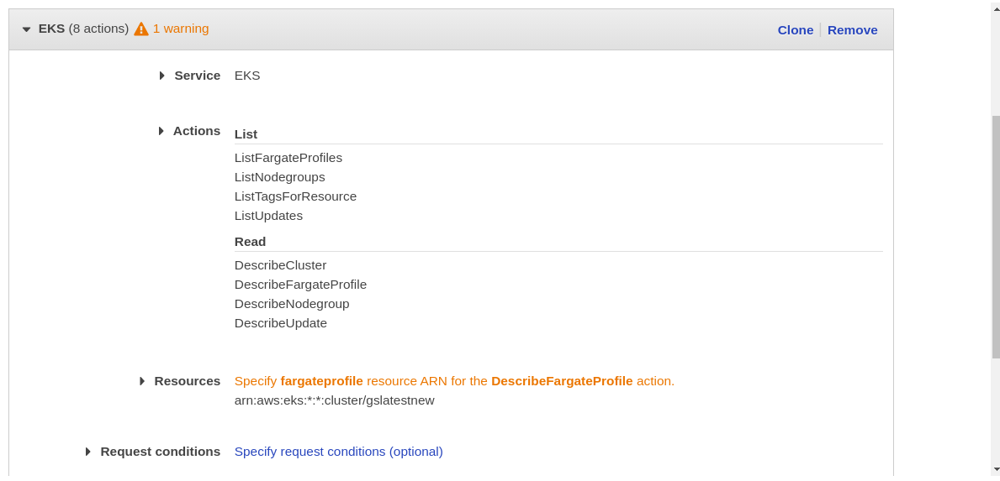 EKS (8 actions) 1 warning
Clone Remove
Service EKS
Actions
List
ListFargateProfiles
ListNodegroups
ListTagsForResource
ListUpdates
Read
DescribeCluster
DescribeFargateProfile
DescribeNodegroup
DescribeUpdate
Resources Specify fargateprofile resource ARN for the DescribeFargateProfile action.
arn:aws:eks:*:*:cluster/gslatestnew
Request conditions Specify request conditions (optional)